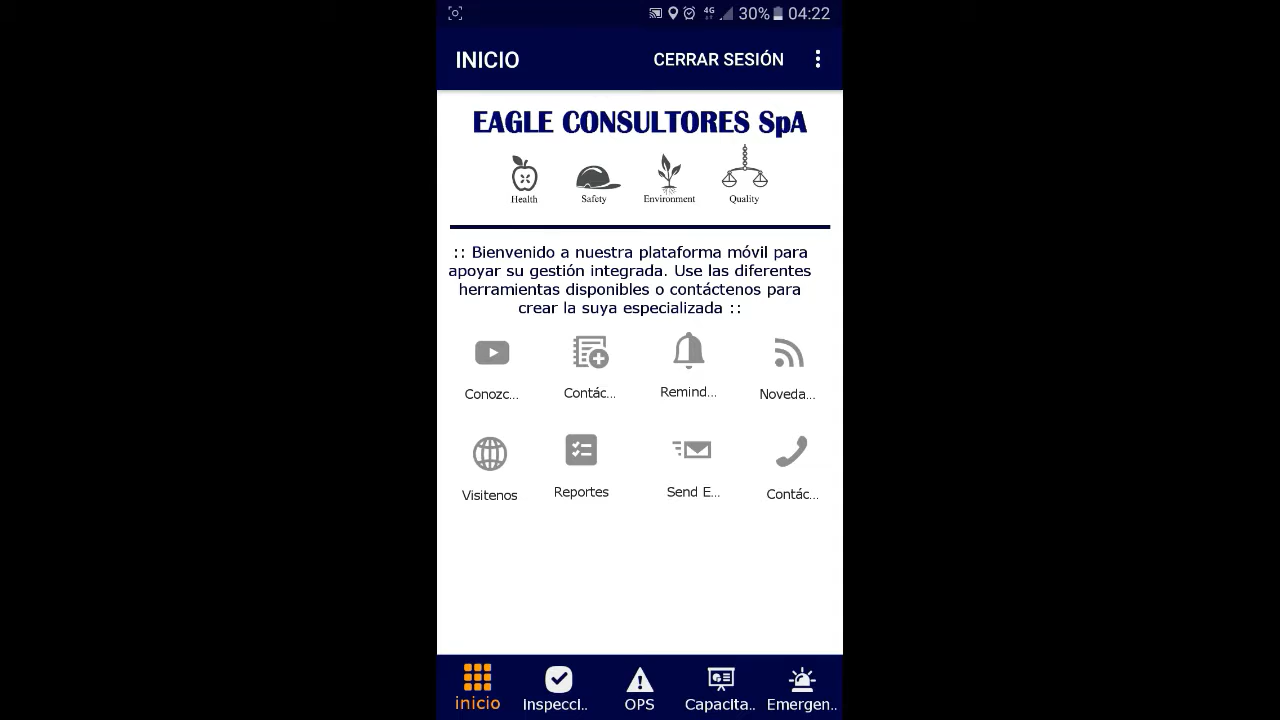 4G 30% 04:22
INICIO CERRAR SESIÓN
EAGLE CONSULTORES SpA
Health Safety Environment Quality
:: Bienvenido a nuestra plataforma móvil para
apoyar su gestión integrada. Use las diferentes
herramientas disponibles o contáctenos para
crear la suya especializada ::
Conozc... Contác... Remind... Noveda...
Visitenos Reportes Send E... Contác...
inicio Inspecci.. OPS Capacita.. Emergen..